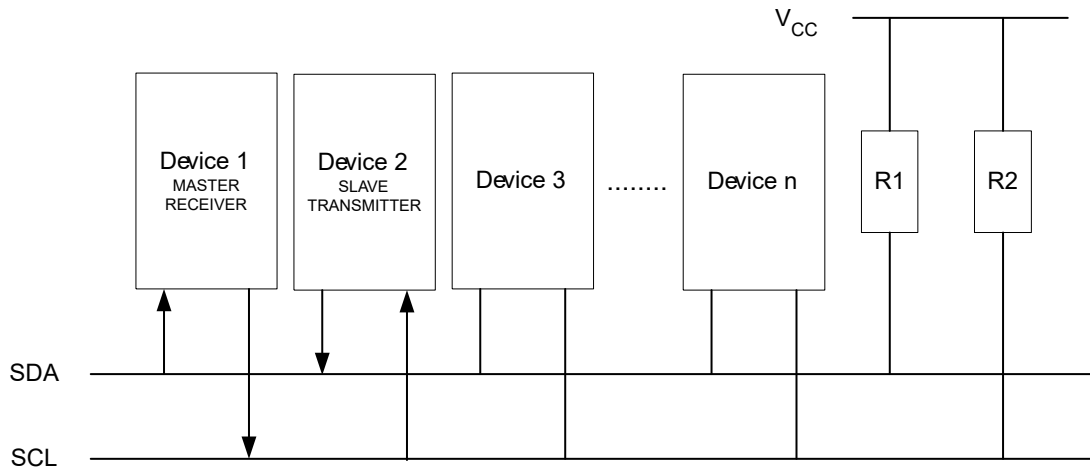 VCC
Device 1
MASTER
RECEIVER
Device 2
SLAVE
TRANSMITTER
Device 3
........
Device n
R1
R2
SDA
SCL